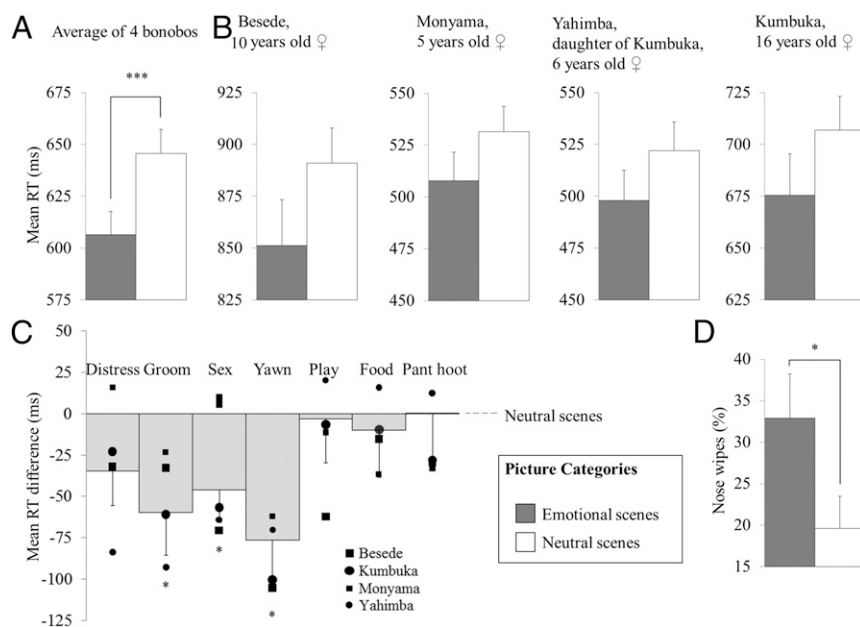 A
Average of 4 bonobos
***
Mean RT (ms)
675
650
625
600
575
B
Besede,
10 years old ♀
925
900
875
850
825
Monyama,
5 years old ♀
550
525
500
475
450
Yahimba,
daughter of Kumbuka,
6 years old ♀
550
525
500
475
450
Kumbuka,
16 years old ♀
725
700
675
650
625
C
Mean RT difference (ms)
50
25
0
-25
-50
-75
-100
-125
Distress Groom Sex Yawn Play Food Pant hoot
Neutral scenes
* * *
Besede
Kumbuka
Monyama
Yahimba
Picture Categories
Emotional scenes
Neutral scenes
D
Nose wipes (%)
40
35
30
25
20
15
*